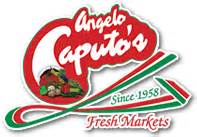 Angelo
Caputo's
Since · 1958
Fresh Markets